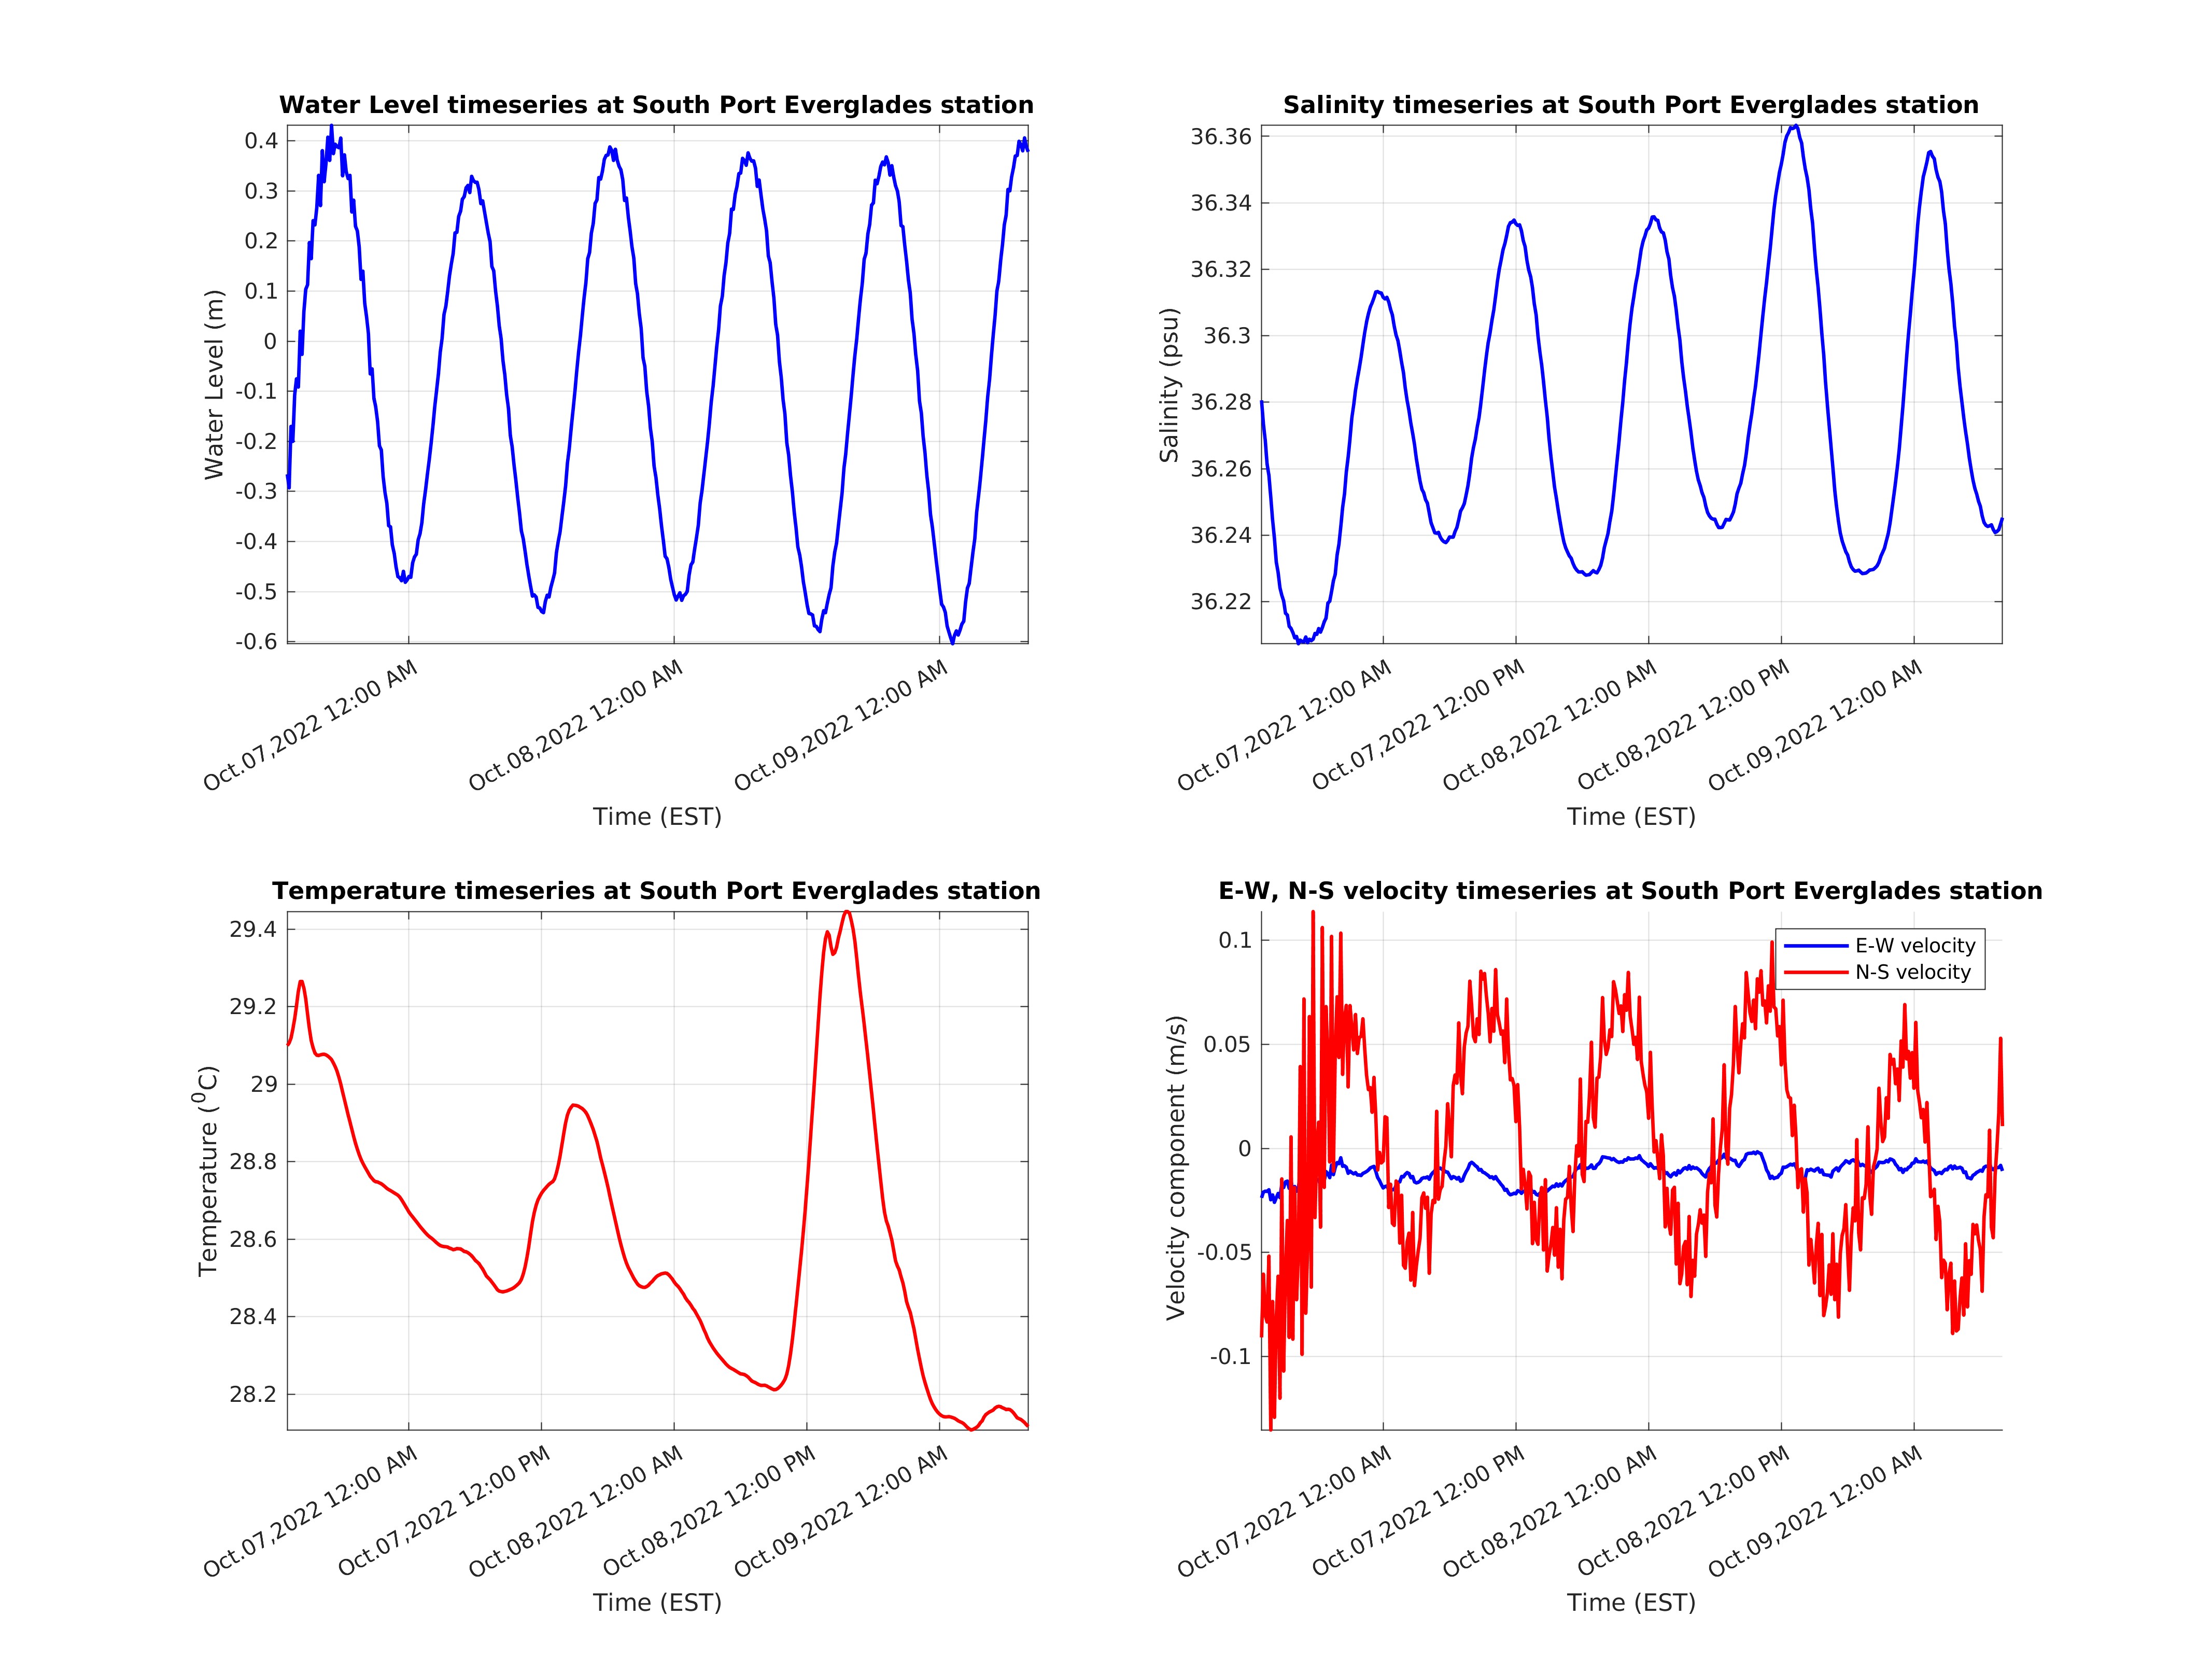 Water Level timeseries at South Port Everglades station
Water Level (m)
0.4
0.3
0.2
0.1
0
-0.1
-0.2
-0.3
-0.4
-0.5
-0.6
Oct.07,2022 12:00 AM
Oct.08,2022 12:00 AM
Oct.09,2022 12:00 AM
Time (EST)
Salinity timeseries at South Port Everglades station
Salinity (psu)
36.36
36.34
36.32
36.3
36.28
36.26
36.24
36.22
Oct.07,2022 12:00 AM
Oct.07,2022 12:00 PM
Oct.08,2022 12:00 AM
Oct.08,2022 12:00 PM
Oct.09,2022 12:00 AM
Time (EST)
Temperature timeseries at South Port Everglades station
Temperature (⁰C)
29.4
29.2
29
28.8
28.6
28.4
28.2
Oct.07,2022 12:00 AM
Oct.07,2022 12:00 PM
Oct.08,2022 12:00 AM
Oct.08,2022 12:00 PM
Oct.09,2022 12:00 AM
Time (EST)
E-W, N-S velocity timeseries at South Port Everglades station
Velocity component (m/s)
0.1
0.05
0
-0.05
-0.1
E-W velocity
N-S velocity
Oct.07,2022 12:00 AM
Oct.07,2022 12:00 PM
Oct.08,2022 12:00 AM
Oct.08,2022 12:00 PM
Oct.09,2022 12:00 AM
Time (EST)